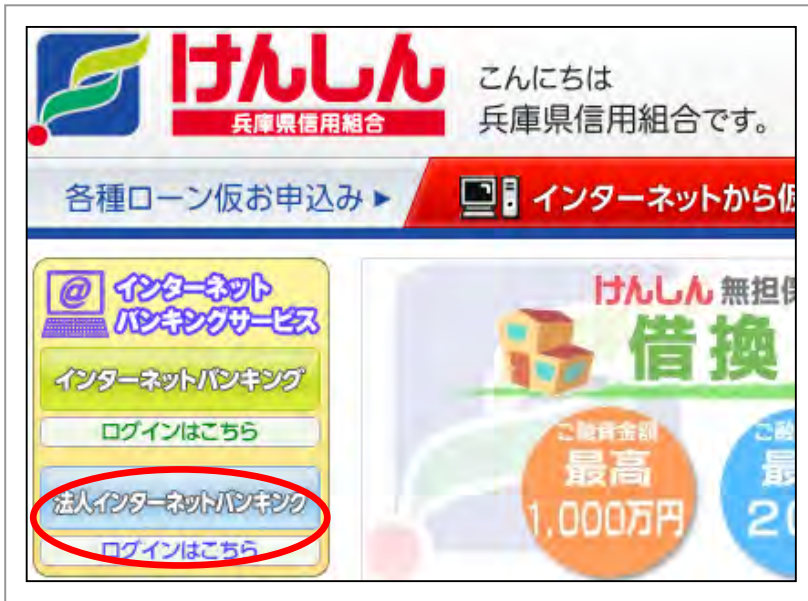 けんしん
兵庫県信用組合
こんにちは
兵庫県信用組合です。
各種ローン仮お申込み▶
インターネットから仮
@ インターネット
バンキングサービス
インターネットバンキング
ログインはこちら
法人インターネットバンキング
ログインはこちら
けんしん 無担保
借換
ご融資金額
最高
1,000万円
ご融
最
20